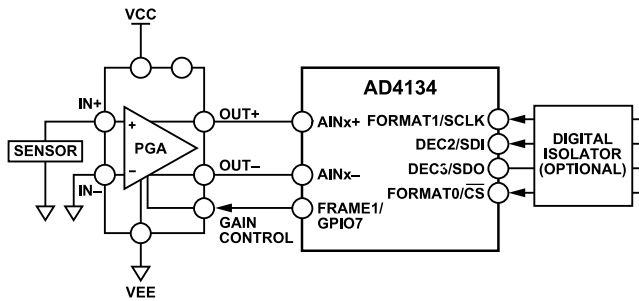 VCC
IN+
SENSOR
IN–
+
–
PGA
OUT+
OUT–
GAIN
CONTROL
VEE
AD4134
AINx+
AINx–
FRAME1/
GPIO7
FORMAT1/SCLK
DEC2/SDI
DEC3/SDO
FORMAT0/CS
DIGITAL
ISOLATOR
(OPTIONAL)